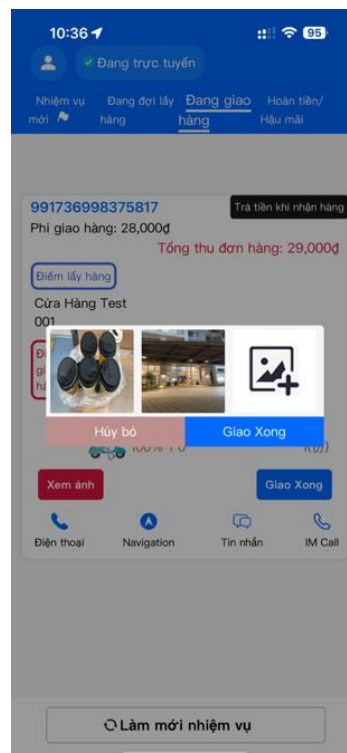 10:36
95
Đang trực tuyến
Nhiệm vụ mới
Đang đợi lấy hàng
Đang giao hàng
Hoàn tiền/ Hậu mãi
991736998375817
Trả tiền khi nhận hàng
Phí giao hàng: 28,000₫
Tổng thu đơn hàng: 29,000₫
Điểm lấy hàng
Cửa Hàng Test
001
Húy bỏ
Giao Xong
100%
Xem ảnh
Giao Xong
Điện thoại
Navigation
Tin nhắn
IM Call
Làm mới nhiệm vụ